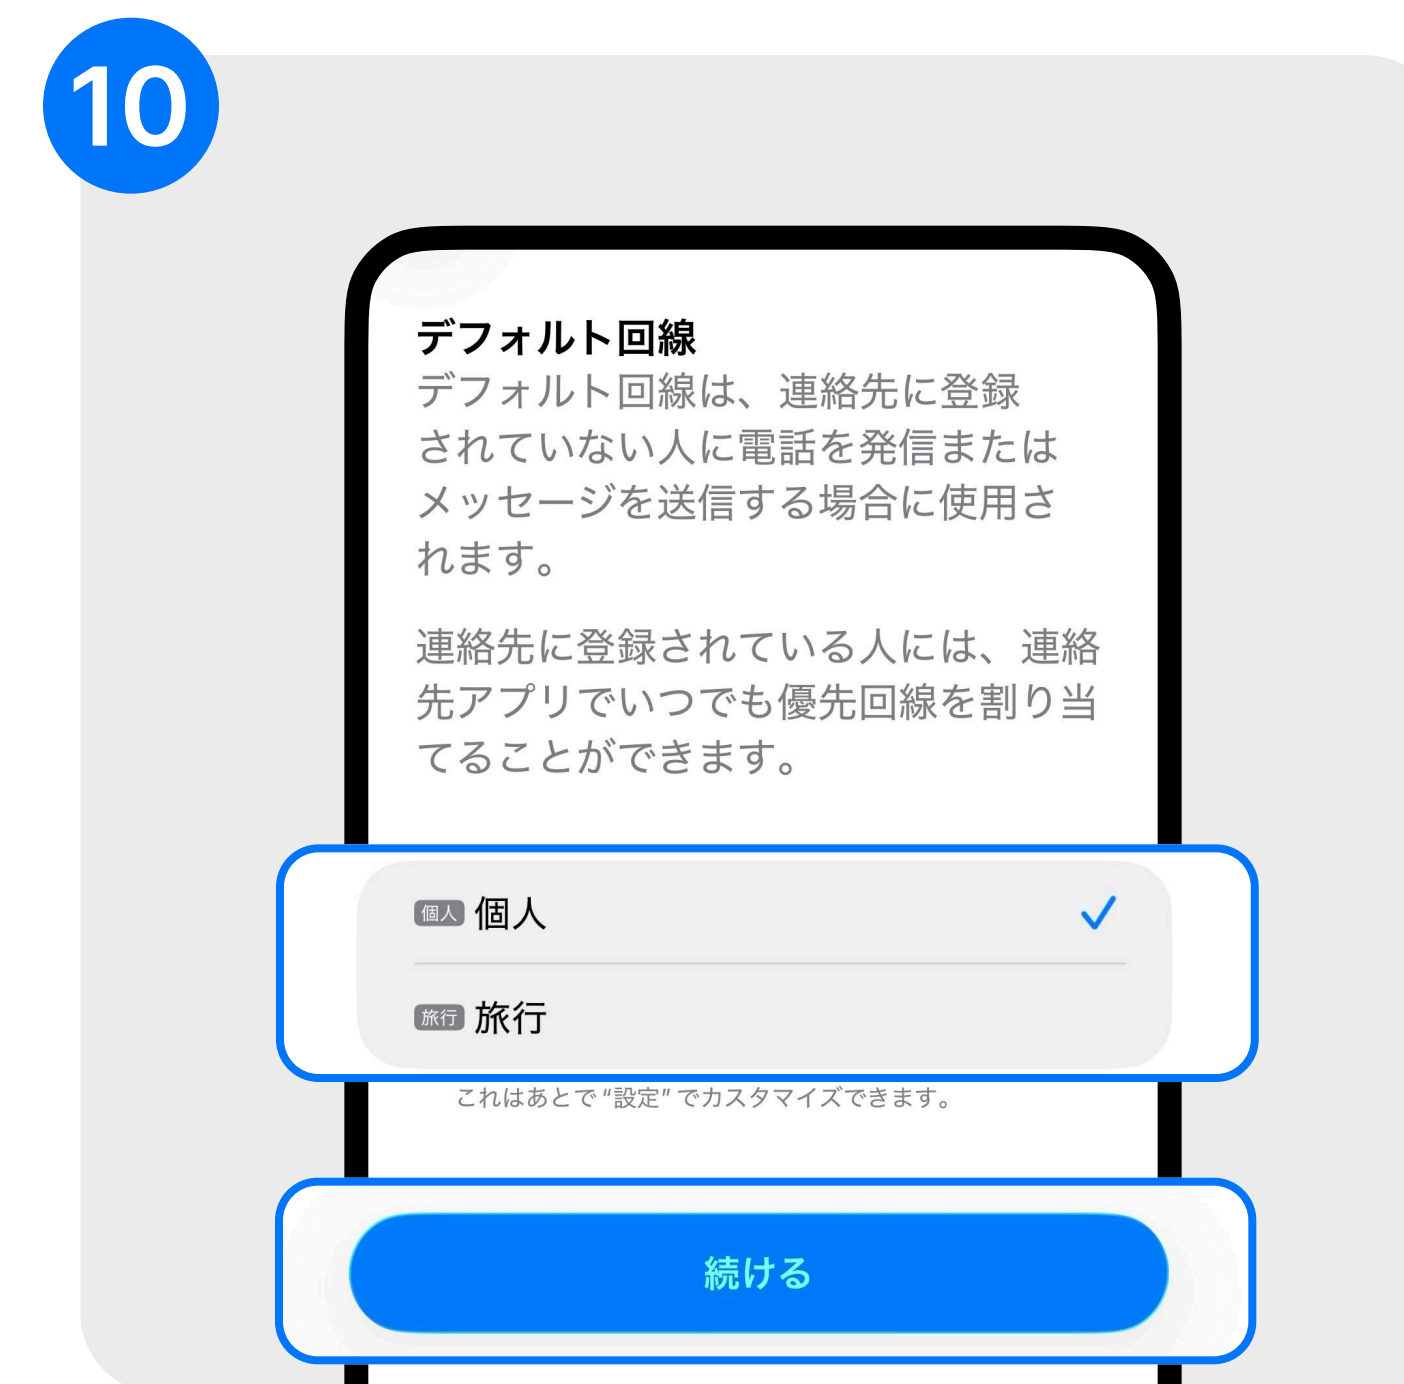 10
デフォルト回線
デフォルト回線は、連絡先に登録
されていない人に電話を発信または
メッセージを送信する場合に使用さ
れます。
連絡先に登録されている人には、連絡
先アプリでいつでも優先回線を割り当
てることができます。
個人 個人
旅行 旅行
これはあとで“設定”でカスタマイズできます。
続ける